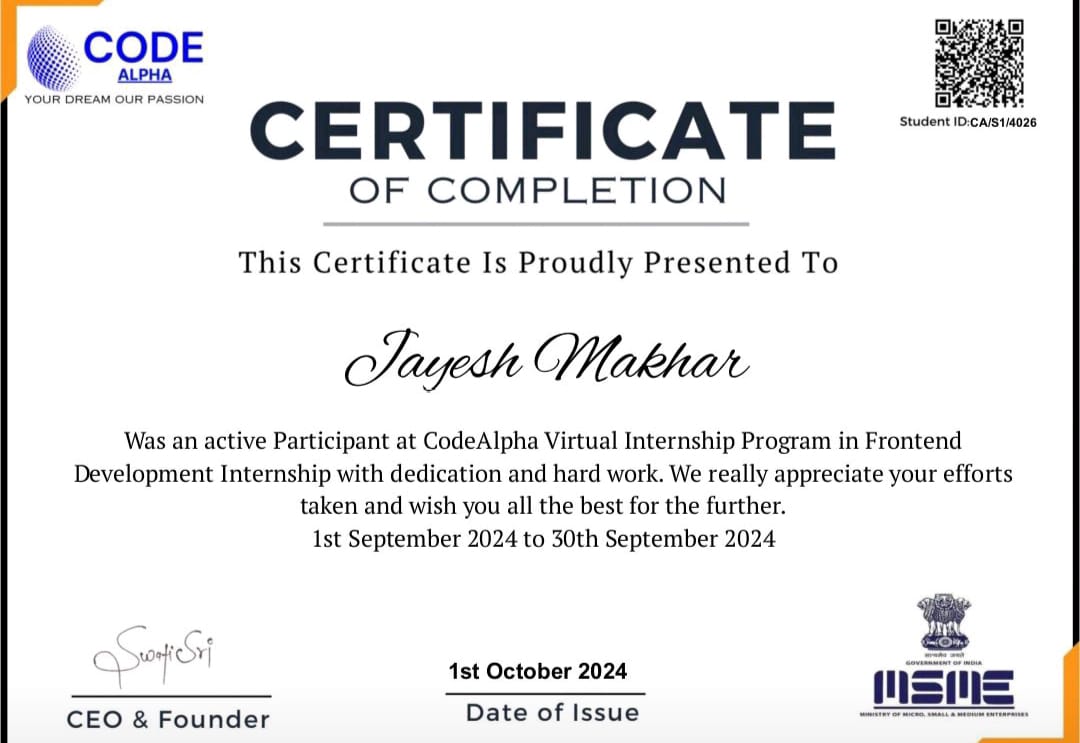 CODE
ALPHA
YOUR DREAM OUR PASSION
Student ID:CA/S1/4026
CERTIFICATE
OF COMPLETION
This Certificate Is Proudly Presented To
Jayesh Makhar
Was an active Participant at CodeAlpha Virtual Internship Program in Frontend
Development Internship with dedication and hard work. We really appreciate your efforts
taken and wish you all the best for the further.
1st September 2024 to 30th September 2024
SwatiSri
CEO & Founder
1st October 2024
Date of Issue
सत्यमेव जयते
GOVERNMENT OF INDIA
MSME
MINISTRY OF MICRO, SMALL & MEDIUM ENTERPRISES